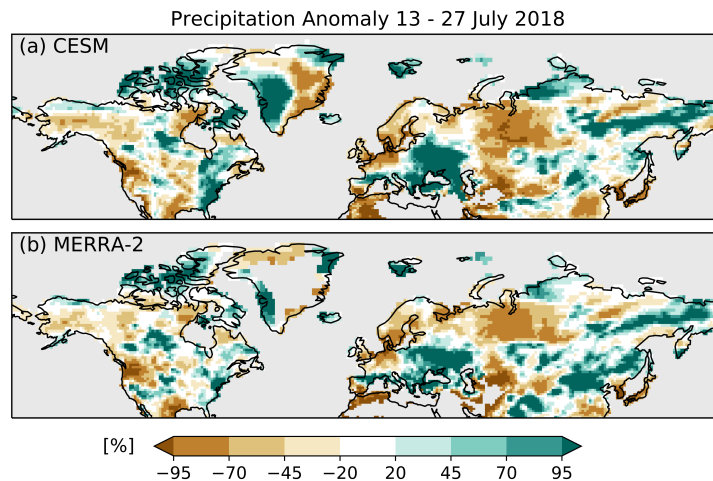 Precipitation Anomaly 13 - 27 July 2018
(a) CESM
(b) MERRA-2
[%]
−95 −70 −45 −20 20 45 70 95